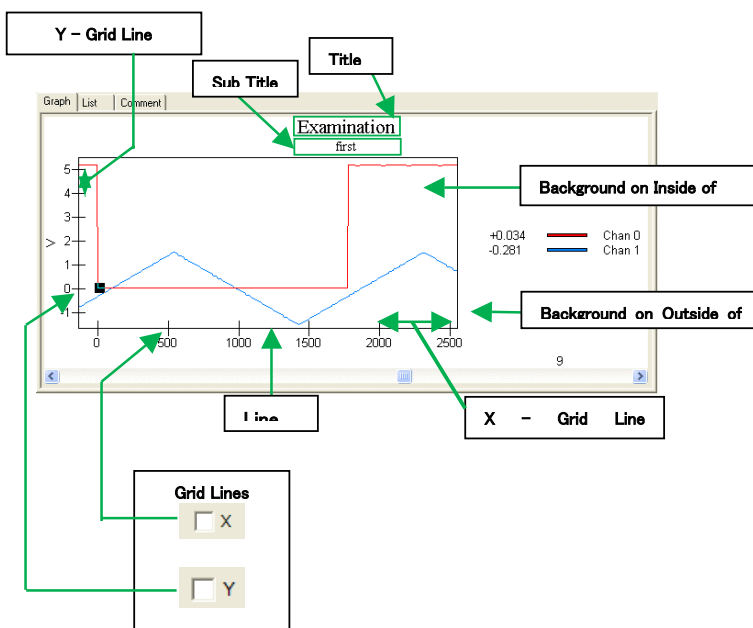 Y - Grid Line
Title
Sub Title
Graph List Comment
Examination
first
5
4
3
2
1
0
-1
V
0 500 1000 1500 2000 2500
+0.034 Chan 0
-0.281 Chan 1
9
Background on Inside of
Background on Outside of
Line
X - Grid Line
Grid Lines
X
Y